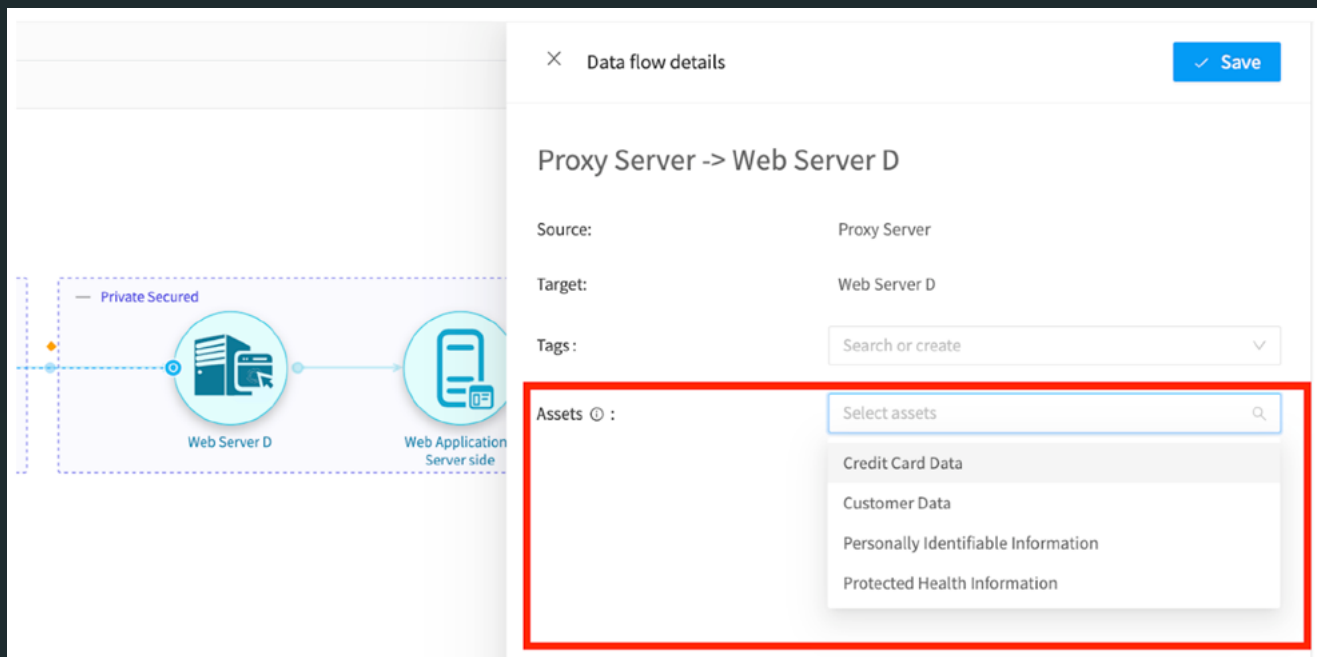 Data flow details
Save
Proxy Server -> Web Server D
Source:
Proxy Server
Target:
Web Server D
Tags:
Search or create
Assets :
Select assets
Credit Card Data
Customer Data
Personally Identifiable Information
Protected Health Information
Private Secured
Web Server D
Web Application
Server side